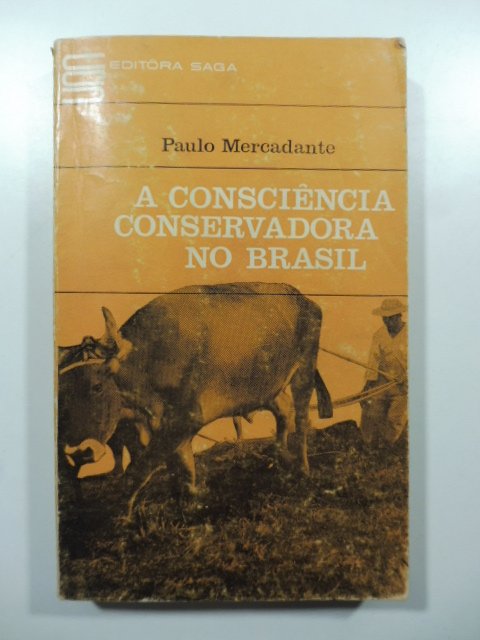 EDITÔRA SAGA
Paulo Mercadante
A CONSCIÊNCIA
CONSERVADORA
NO BRASIL